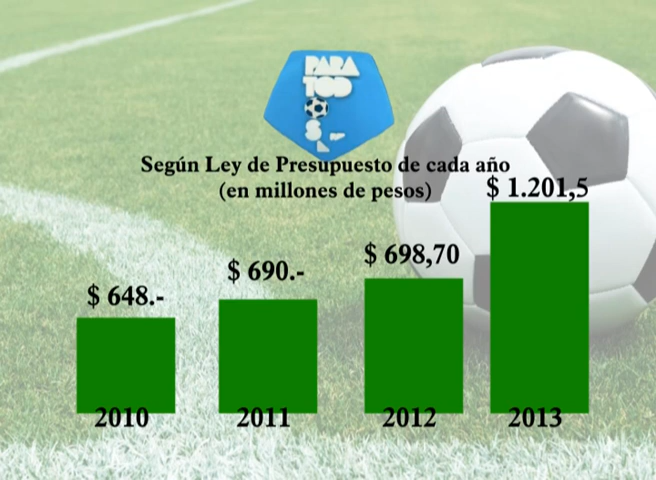 PARA
TOD
OS
Según Ley de Presupuesto de cada año
(en millones de pesos)
$ 1.201,5
$ 698,70
$ 690.-
$ 648.-
2010 2011 2012 2013